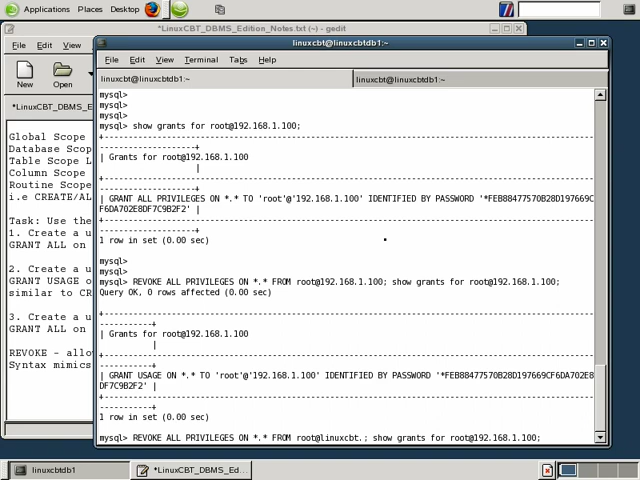 Applications Places Desktop
*LinuxCBT_DBMS_Edition_Notes.txt (~) - gedit
File Edit View
New Open
*LinuxCBT_DBMS_E
Global Scope
Database Scop
Table Scope L
Column Scope
Routine Scope
i.e CREATE/AL
Task: Use the
1. Create a u
GRANT ALL on
2. Create a u
GRANT USAGE o
similar to CR
3. Create a u
GRANT ALL on
REVOKE - allo
Syntax mimics
linuxcbt@linuxcbtdb1:~
File Edit View Terminal Tabs Help
linuxcbt@linuxcbtdb1:~ linuxcbt@linuxcbtdb1:~
mysql>
mysql>
mysql>
mysql> show grants for root@192.168.1.100;
+------------------------------------------------------------------------------
-------------------+
| Grants for root@192.168.1.100
|
+------------------------------------------------------------------------------
-------------------+
| GRANT ALL PRIVILEGES ON *.* TO 'root'@'192.168.1.100' IDENTIFIED BY PASSWORD '*FEB88477570B28D197669C
F6DA702E8DF7C9B2F2' |
+------------------------------------------------------------------------------
-------------------+
1 row in set (0.00 sec)
mysql>
mysql>
mysql> REVOKE ALL PRIVILEGES ON *.* FROM root@192.168.1.100; show grants for root@192.168.1.100;
Query OK, 0 rows affected (0.00 sec)
+------------------------------------------------------------------------------
-----------+
| Grants for root@192.168.1.100
|
+------------------------------------------------------------------------------
-----------+
| GRANT USAGE ON *.* TO 'root'@'192.168.1.100' IDENTIFIED BY PASSWORD '*FEB88477570B28D197669CF6DA702E8
DF7C9B2F2' |
+------------------------------------------------------------------------------
-----------+
1 row in set (0.00 sec)
mysql> REVOKE ALL PRIVILEGES ON *.* FROM root@linuxcbt.; show grants for root@192.168.1.100;
linuxcbtdb1 *LinuxCBT_DBMS_Ed...